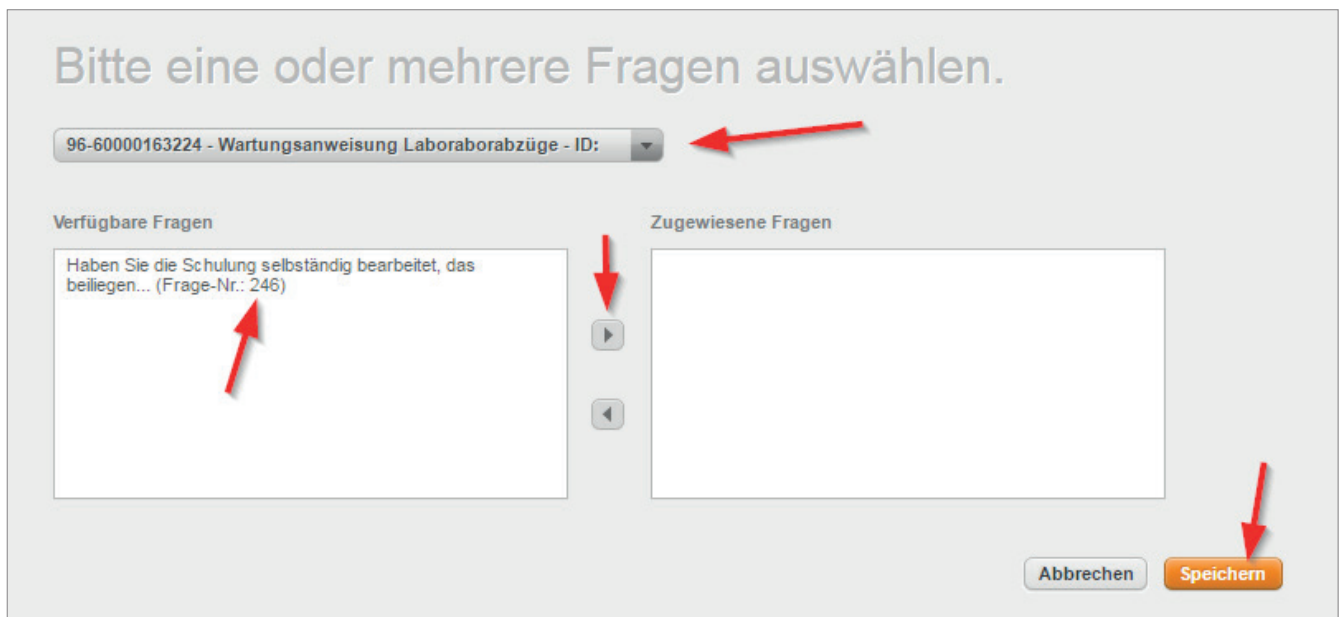 Bitte eine oder mehrere Fragen auswählen.
96-60000163224 - Wartungsanweisung Laboraborabzüge - ID:
Verfügbare Fragen
Haben Sie die Schulung selbständig bearbeitet, das
beiliegen... (Frage-Nr.: 246)
Zugewiesene Fragen
Abbrechen
Speichern